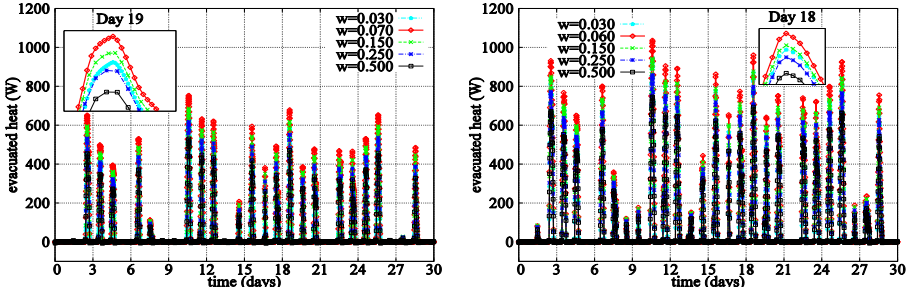 Day 19
w=0.030
w=0.070
w=0.150
w=0.250
w=0.500
1200
1000
800
600
400
200
0
evacuated heat (W)
0 3 6 9 12 15 18 21 24 27 30
time (days)
Day 18
w=0.030
w=0.060
w=0.150
w=0.250
w=0.500
1200
1000
800
600
400
200
0
evacuated heat (W)
0 3 6 9 12 15 18 21 24 27 30
time (days)